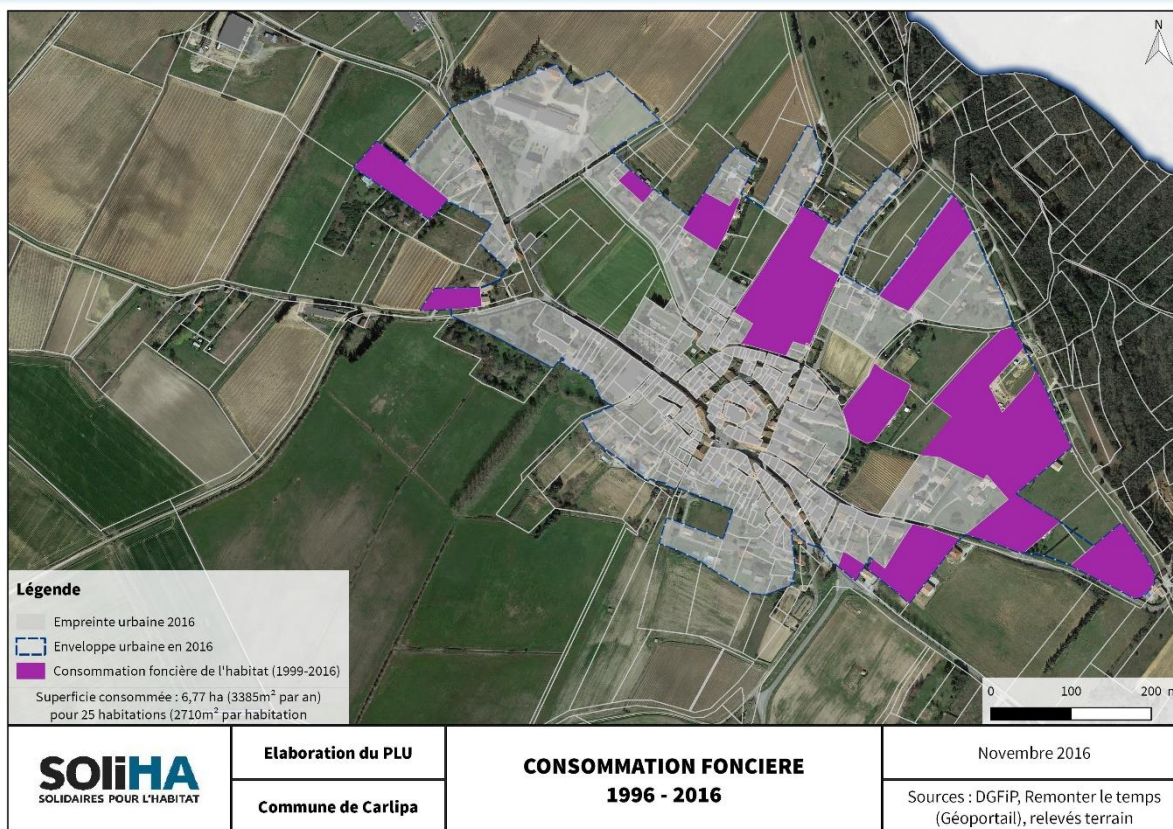 N
Légende
Empreinte urbaine 2016
Enveloppe urbaine en 2016
Consommation foncière de l'habitat (1999-2016)
Superficie consommée : 6,77 ha (3385m² par an)
pour 25 habitations (2710m² par habitation
0 100 200 m
SOliHA
SOLIDAIRES POUR L'HABITAT
Elaboration du PLU
Commune de Carlipa
CONSOMMATION FONCIERE
1996 - 2016
Novembre 2016
Sources : DGFiP, Remonter le temps
(Géoportail), relevés terrain